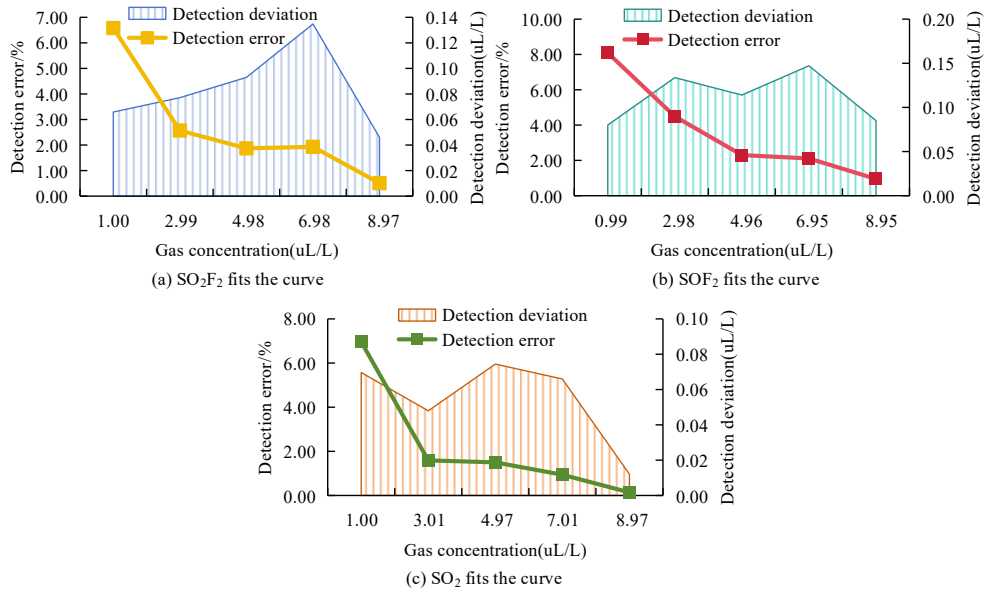 Detection deviation
Detection error
7.00
6.00
5.00
4.00
3.00
2.00
1.00
0.00
Detection error/%
0.14
0.12
0.10
0.08
0.06
0.04
0.02
0.00
Detection deviation(uL/L)
1.00 2.99 4.98 6.98 8.97
Gas concentration(uL/L)
(a) SO₂F₂ fits the curve
Detection deviation
Detection error
10.00
8.00
6.00
4.00
2.00
0.00
Detection error/%
0.20
0.15
0.10
0.05
0.00
Detection deviation(uL/L)
0.99 2.98 4.96 6.95 8.95
Gas concentration(uL/L)
(b) SOF₂ fits the curve
Detection deviation
Detection error
8.00
6.00
4.00
2.00
0.00
Detection error/%
0.10
0.08
0.06
0.04
0.02
0.00
Detection deviation(uL/L)
1.00 3.01 4.97 7.01 8.97
Gas concentration(uL/L)
(c) SO₂ fits the curve